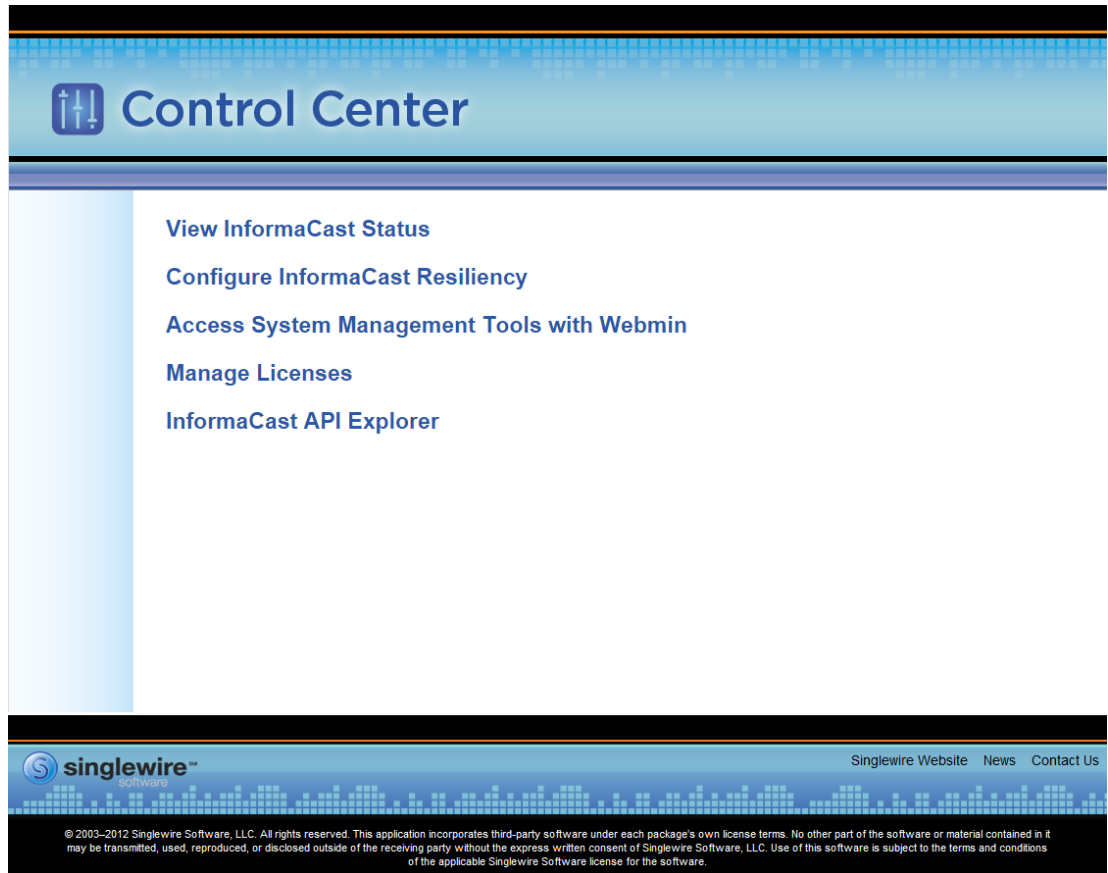 Control Center
View InformaCast Status
Configure InformaCast Resiliency
Access System Management Tools with Webmin
Manage Licenses
InformaCast API Explorer
singlewire™
software
Singlewire Website News Contact Us
© 2003–2012 Singlewire Software, LLC. All rights reserved. This application incorporates third-party software under each package's own license terms. No other part of the software or material contained in it
may be transmitted, used, reproduced, or disclosed outside of the receiving party without the express written consent of Singlewire Software, LLC. Use of this software is subject to the terms and conditions
of the applicable Singlewire Software license for the software.